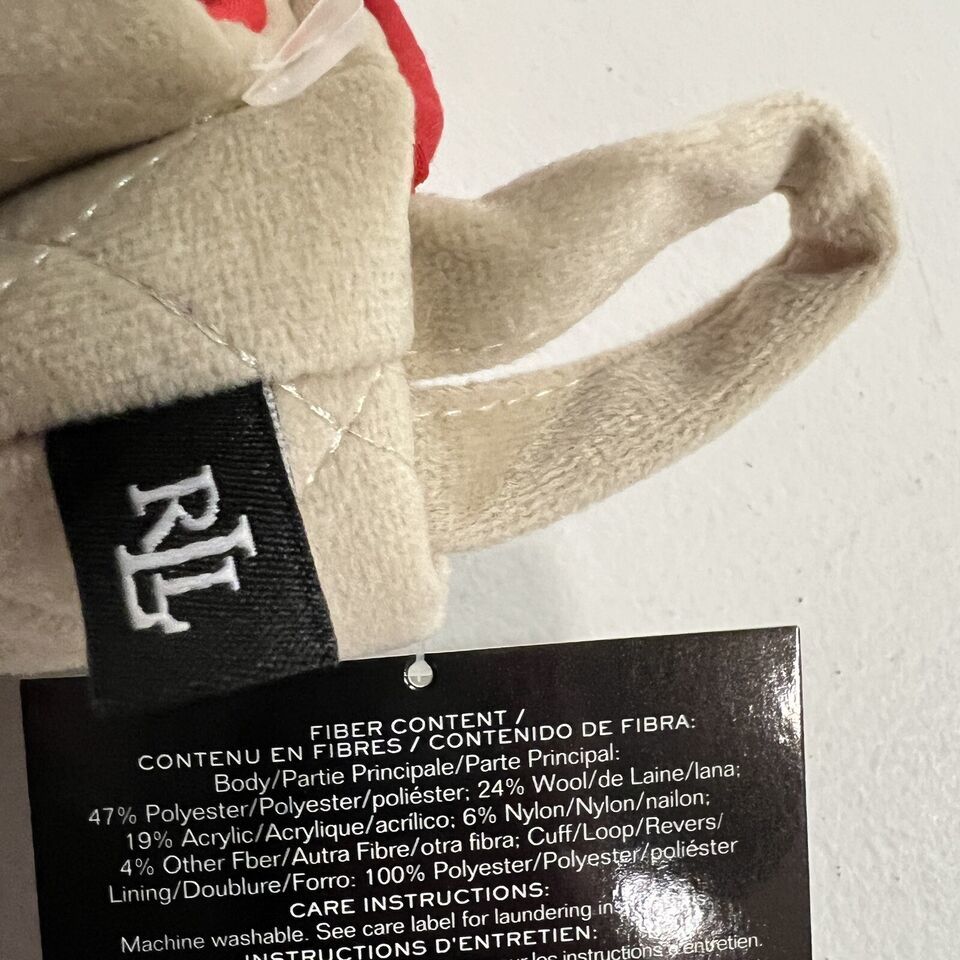 RL
FIBER CONTENT /
CONTENU EN FIBRES / CONTENIDO DE FIBRA:
Body/Partie Principale/Parte Principal:
47% Polyester/Polyester/poliéster; 24% Wool/de Laine/lana;
19% Acrylic/Acrylique/acrílico; 6% Nylon/Nylon/nailon;
4% Other Fber/Autra Fibre/otra fibra; Cuff/Loop/Revers/
Lining/Doublure/Forro: 100% Polyester/Polyester/poliéster
CARE INSTRUCTIONS:
Machine washable. See care label for laundering
INSTRUCTIONS D'ENTRETIEN:
les instructions d'entretien.